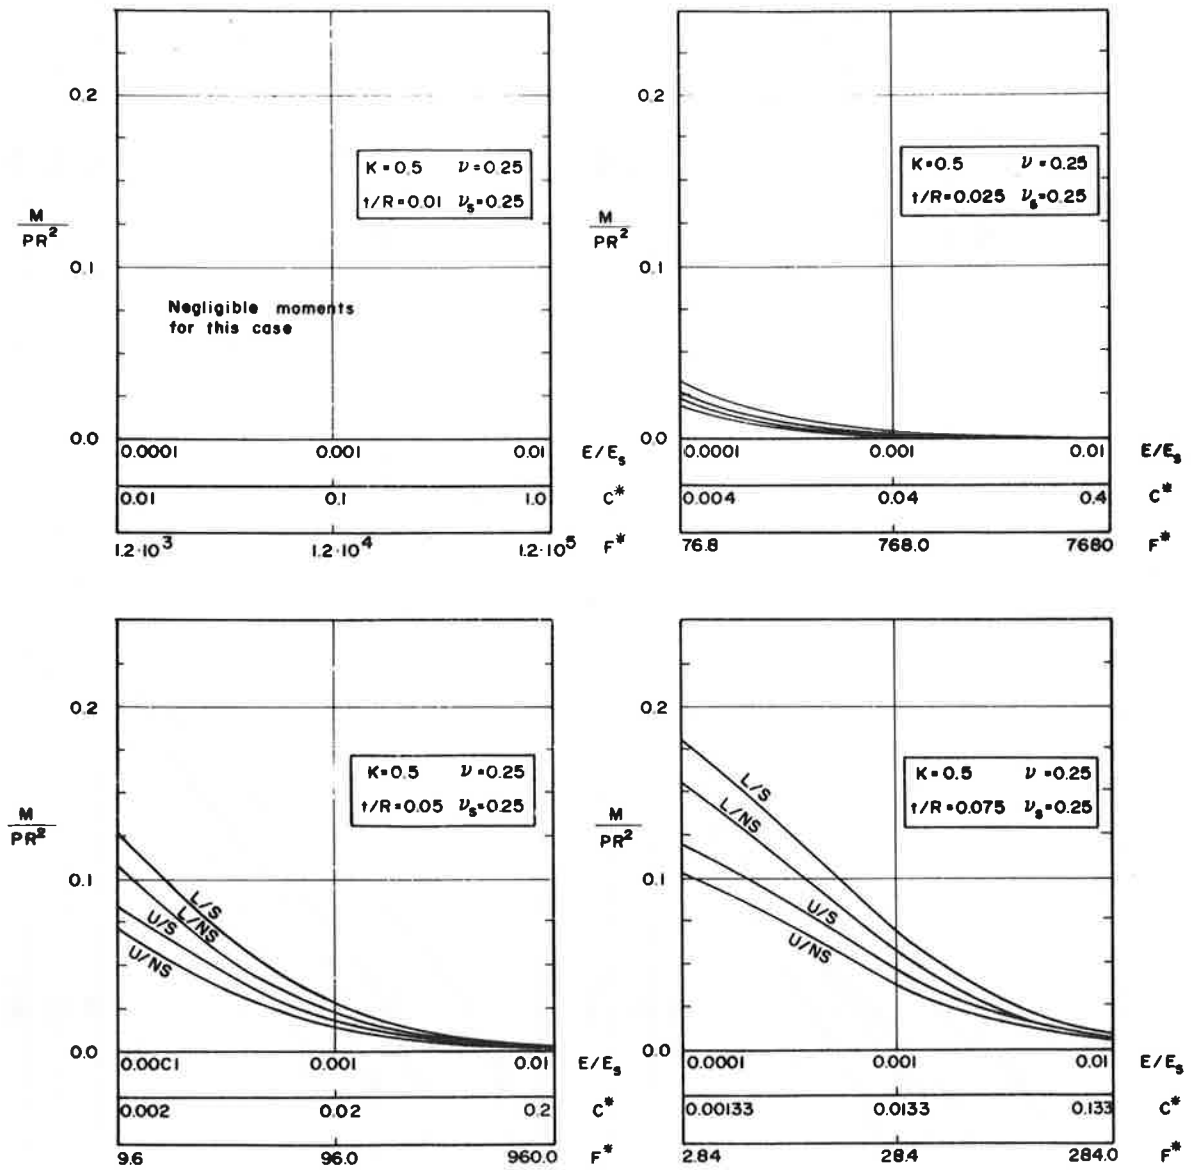 0.2
K=0.5 ν=0.25
t/R=0.01 νs=0.25
M
PR²
0.1
Negligible moments
for this case
0.0
0.0001 0.001 0.01 E/Es
0.01 0.1 1.0 C*
1.2·10³ 1.2·10⁴ 1.2·10⁵ F*
0.2
K=0.5 ν=0.25
t/R=0.025 νs=0.25
M
PR²
0.1
0.0
0.0001 0.001 0.01 E/Es
0.004 0.04 0.4 C*
76.8 768.0 7680 F*
0.2
K=0.5 ν=0.25
t/R=0.05 νs=0.25
M
PR²
0.1
L/S
L/NS
U/S
U/NS
0.0
0.0001 0.001 0.01 E/Es
0.002 0.02 0.2 C*
9.6 96.0 960.0 F*
0.2
K=0.5 ν=0.25
t/R=0.075 νs=0.25
L/S
L/NS
M
PR²
0.1
U/S
U/NS
0.0
0.0001 0.001 0.01 E/Es
0.00133 0.0133 0.133 C*
2.84 28.4 284.0 F*